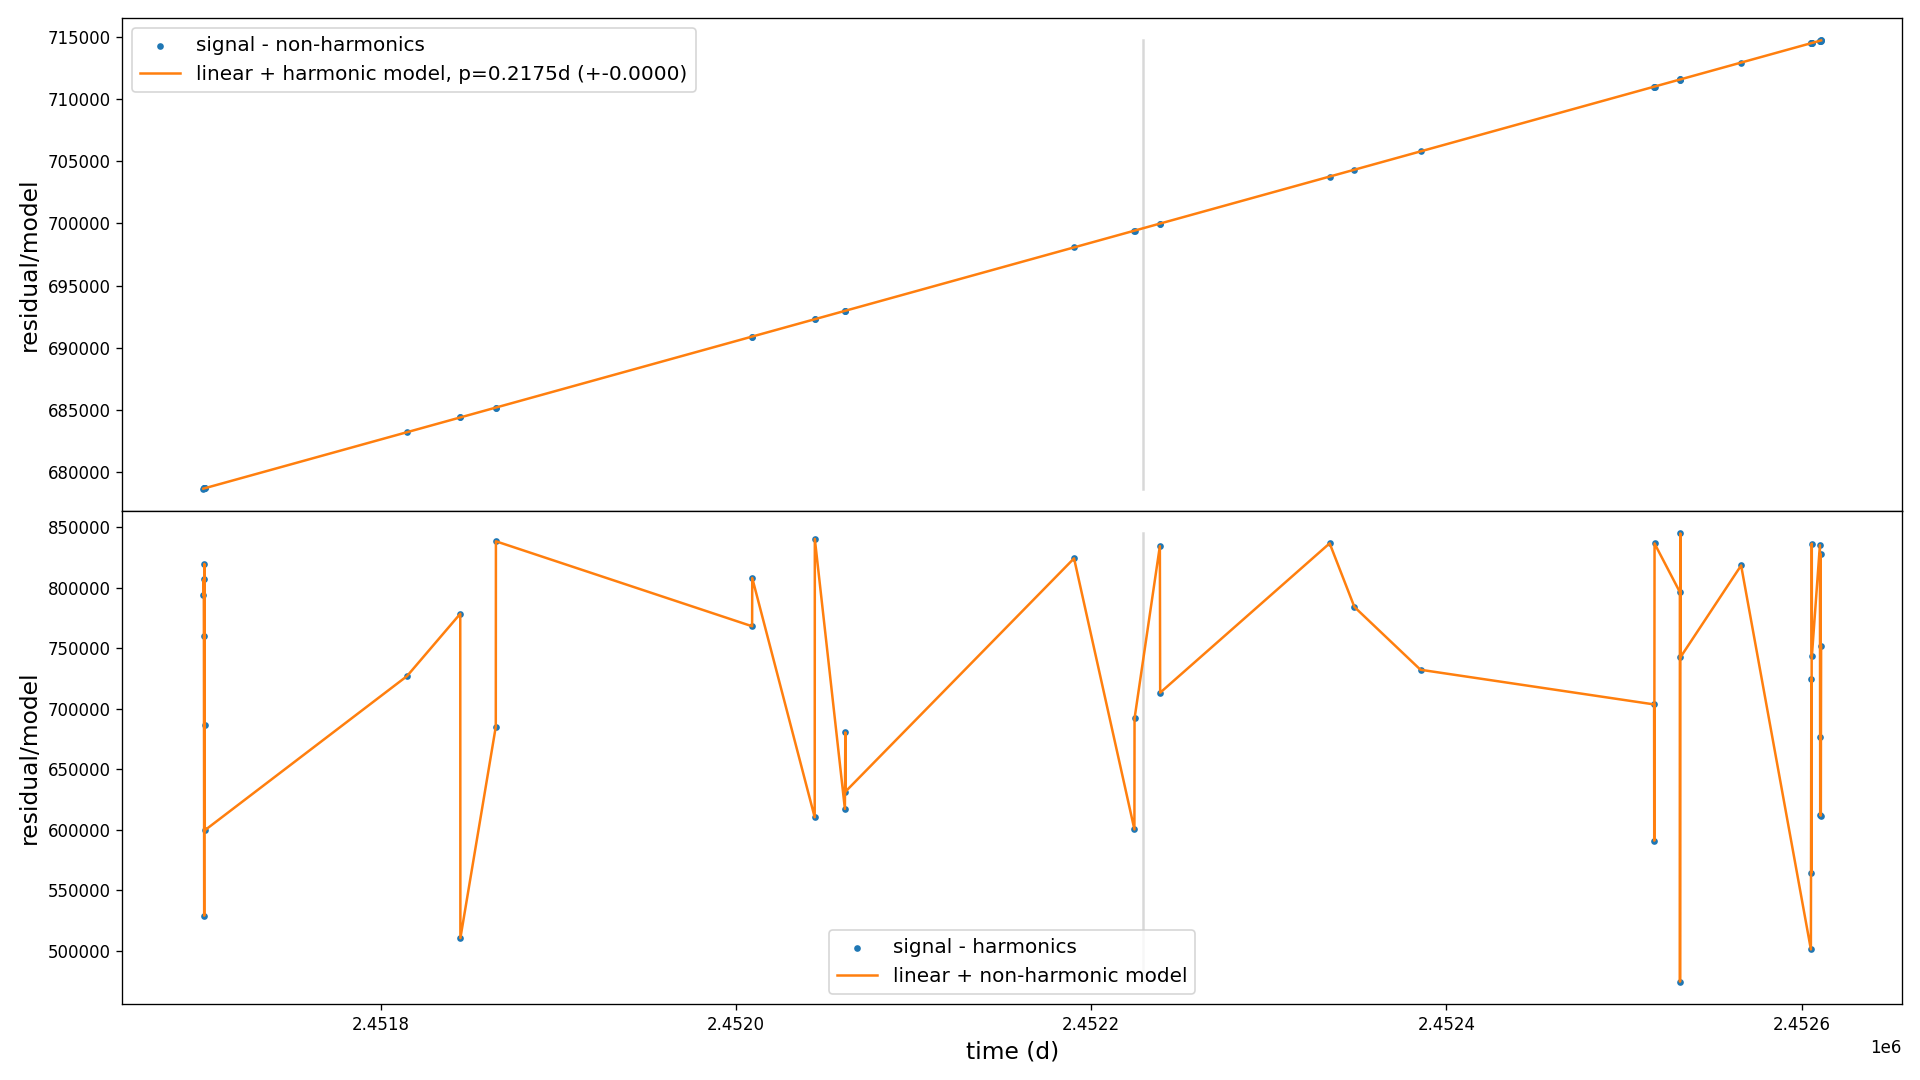 715000
710000
705000
700000
695000
690000
685000
680000
residual/model
signal - non-harmonics
linear + harmonic model, p=0.2175d (+-0.0000)
850000
800000
750000
700000
650000
600000
550000
500000
residual/model
signal - harmonics
linear + non-harmonic model
2.4518
2.4520
2.4522
2.4524
2.4526
1e6
time (d)